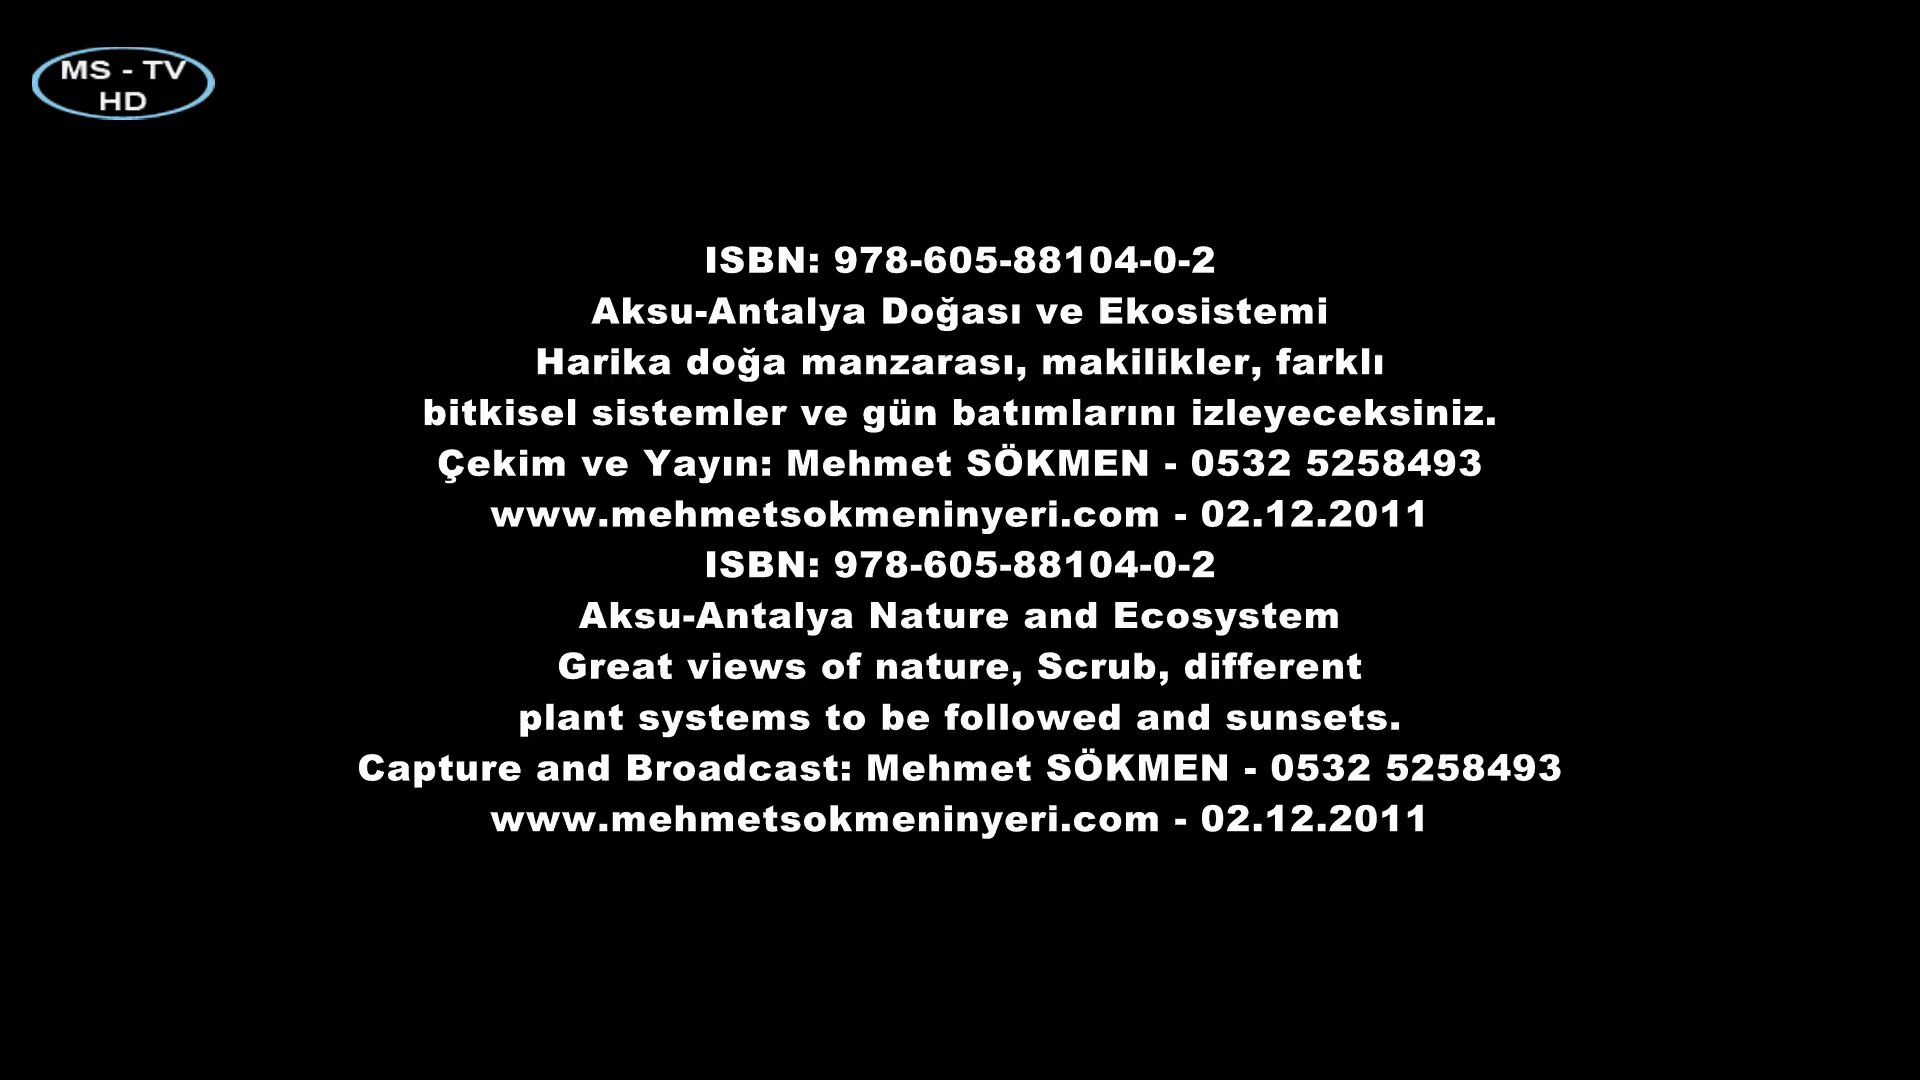 MS - TV
HD
ISBN: 978-605-88104-0-2
Aksu-Antalya Doğası ve Ekosistemi
Harika doğa manzarası, makilikler, farklı
bitkisel sistemler ve gün batımlarını izleyeceksiniz.
Çekim ve Yayın: Mehmet SÖKMEN - 0532 5258493
www.mehmetsokmeninyeri.com - 02.12.2011
ISBN: 978-605-88104-0-2
Aksu-Antalya Nature and Ecosystem
Great views of nature, Scrub, different
plant systems to be followed and sunsets.
Capture and Broadcast: Mehmet SÖKMEN - 0532 5258493
www.mehmetsokmeninyeri.com - 02.12.2011